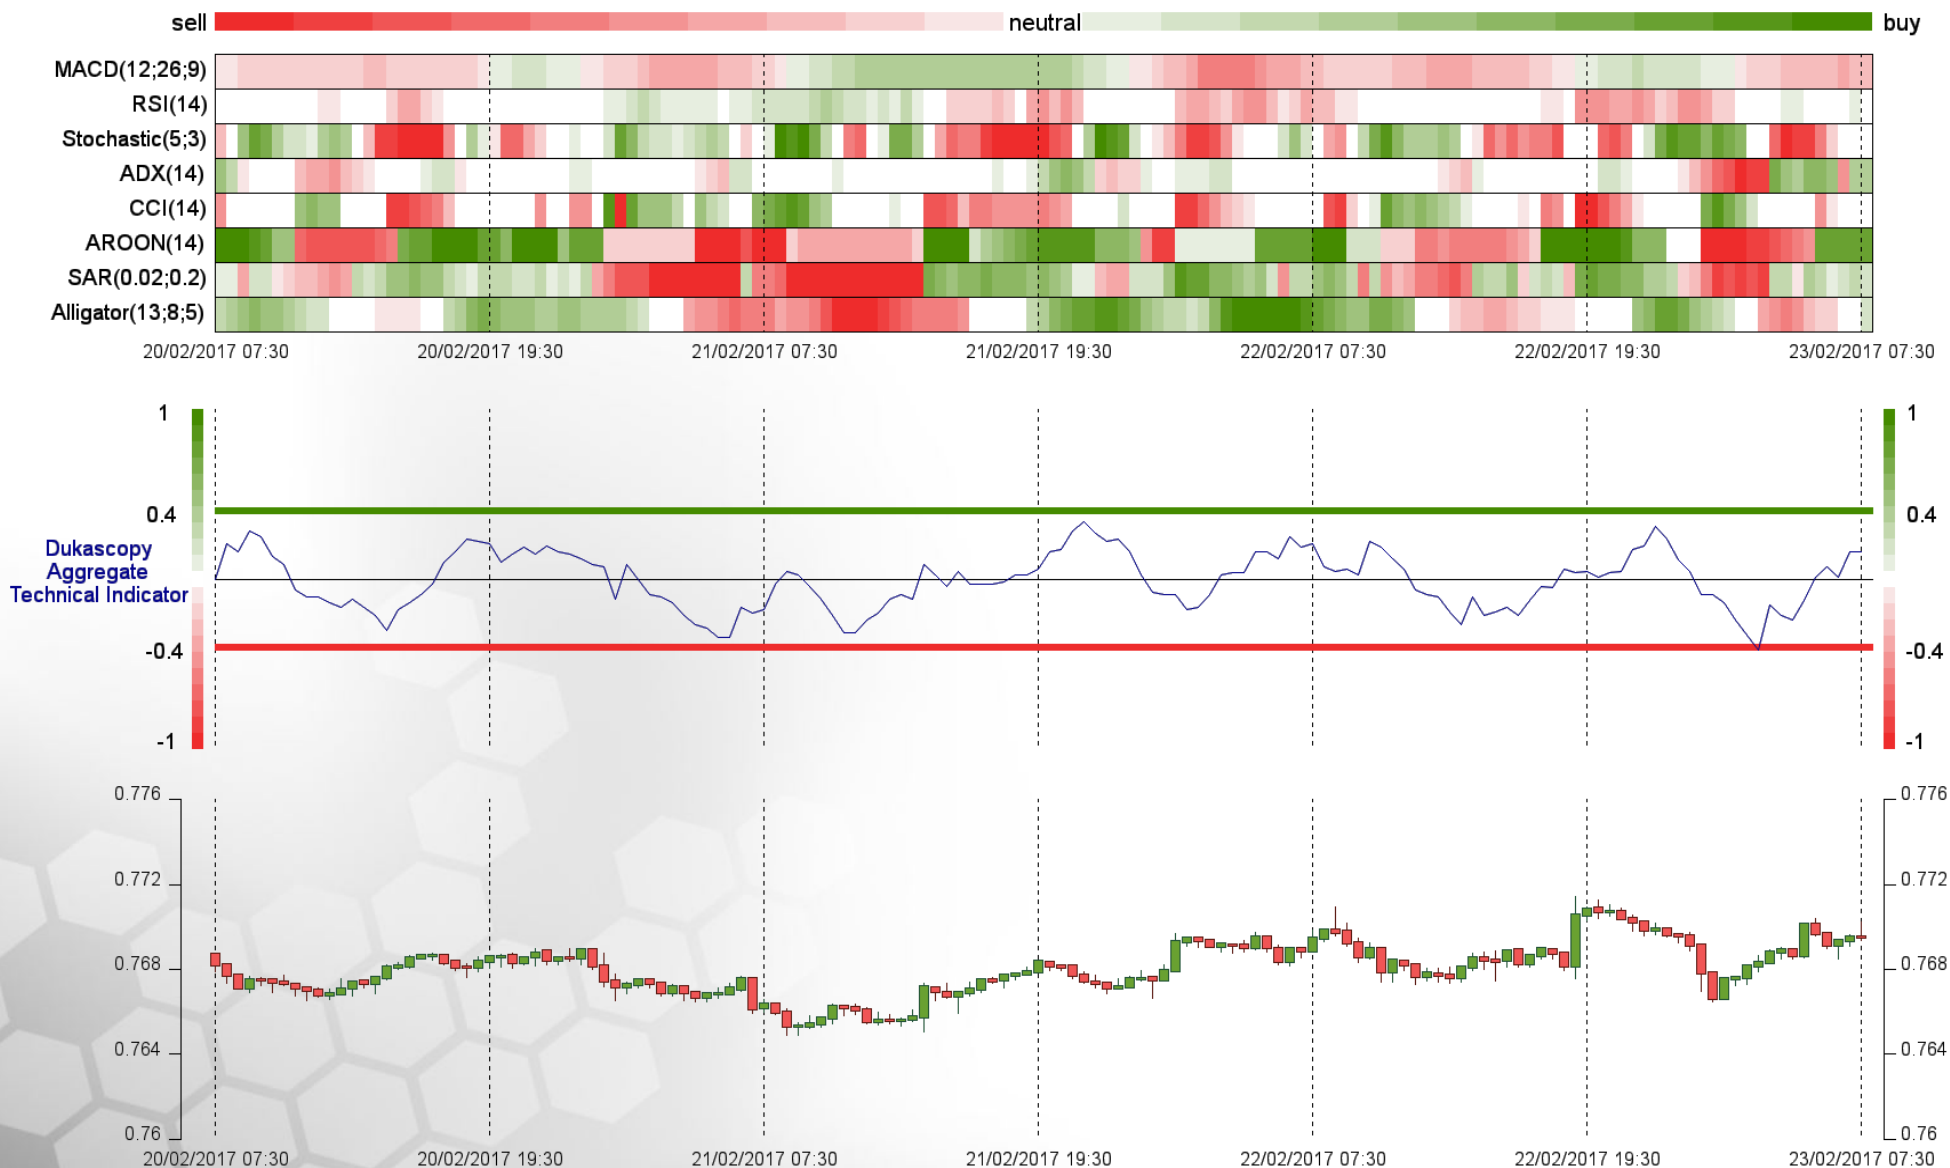 sell neutral buy
MACD(12;26;9)
RSI(14)
Stochastic(5;3)
ADX(14)
CCI(14)
AROON(14)
SAR(0.02;0.2)
Alligator(13;8;5)
20/02/2017 07:30 20/02/2017 19:30 21/02/2017 07:30 21/02/2017 19:30 22/02/2017 07:30 22/02/2017 19:30 23/02/2017 07:30
1 1
0.4 0.4
Dukascopy
Aggregate
Technical Indicator
-0.4 -0.4
-1 -1
0.776 0.776
0.772 0.772
0.768 0.768
0.764 0.764
0.76 0.76
20/02/2017 07:30 20/02/2017 19:30 21/02/2017 07:30 21/02/2017 19:30 22/02/2017 07:30 22/02/2017 19:30 23/02/2017 07:30